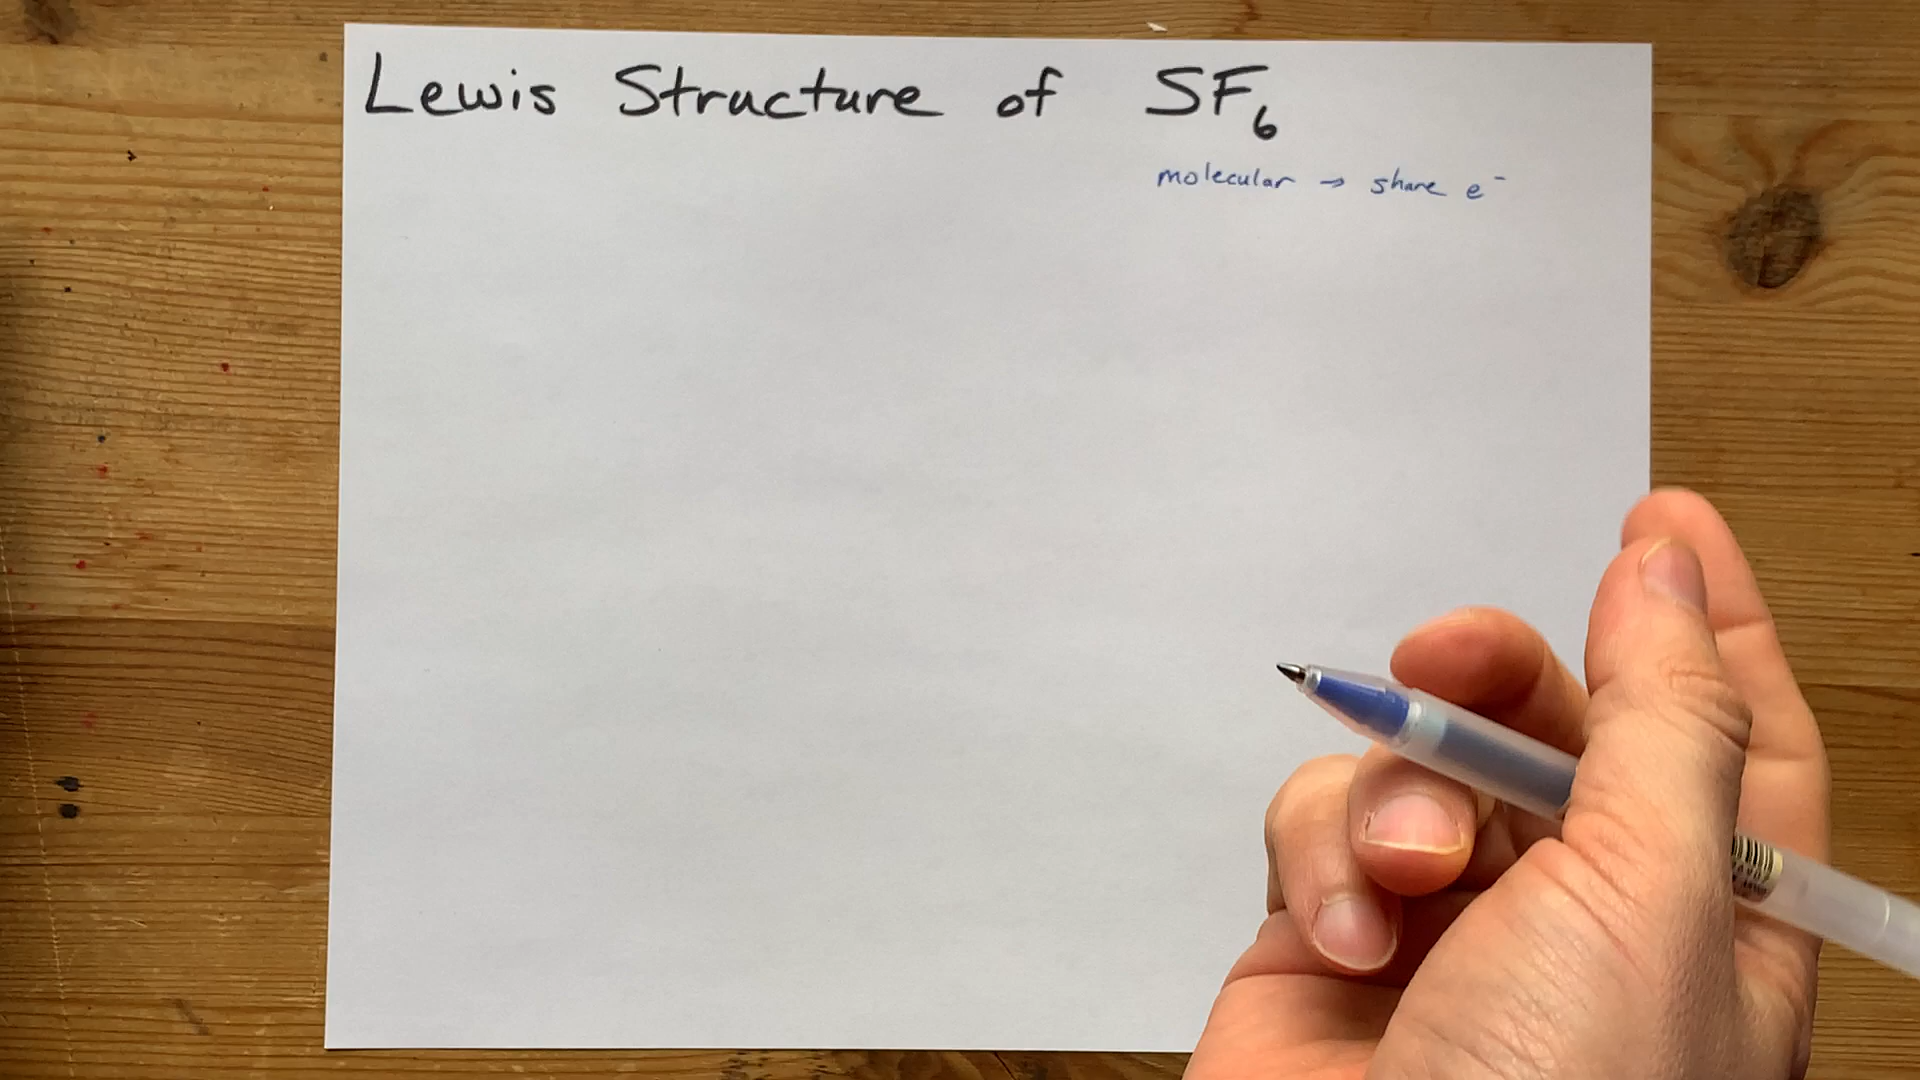 Lewis Structure of SF₆
molecular → share e⁻